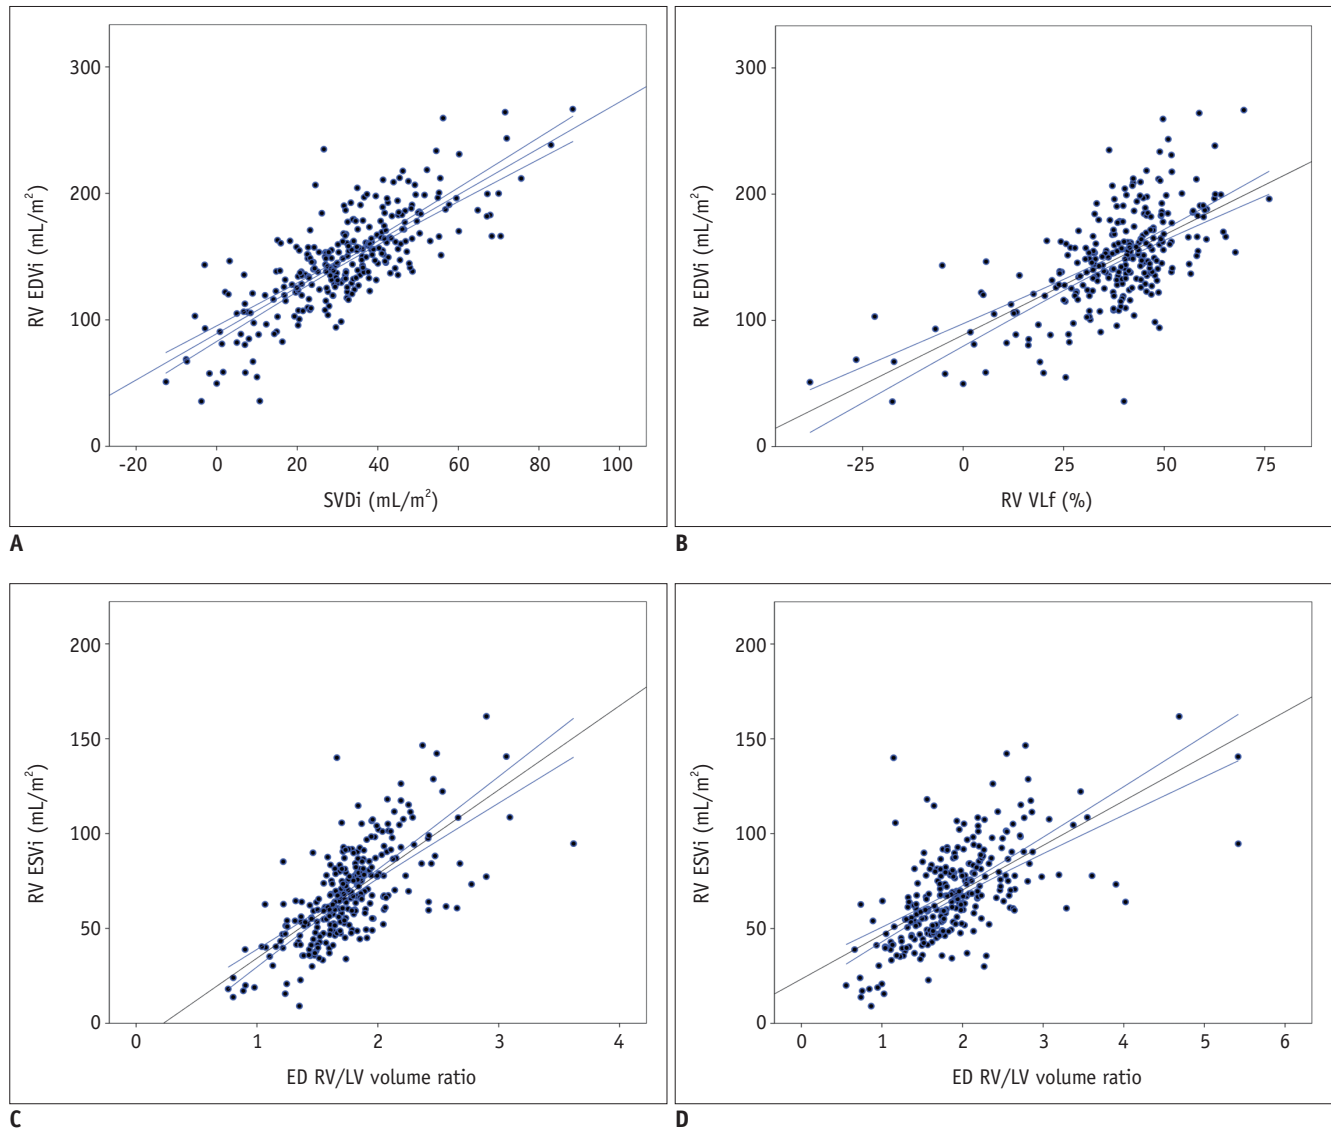 300
200
100
0
RV EDVi (mL/m²)
-20 0 20 40 60 80 100
SVDi (mL/m²)
A
300
200
100
0
RV EDVi (mL/m²)
-25 0 25 50 75
RV VLf (%)
B
200
150
100
50
0
RV ESVi (mL/m²)
0 1 2 3 4
ED RV/LV volume ratio
C
200
150
100
50
0
RV ESVi (mL/m²)
0 1 2 3 4 5 6
ED RV/LV volume ratio
D